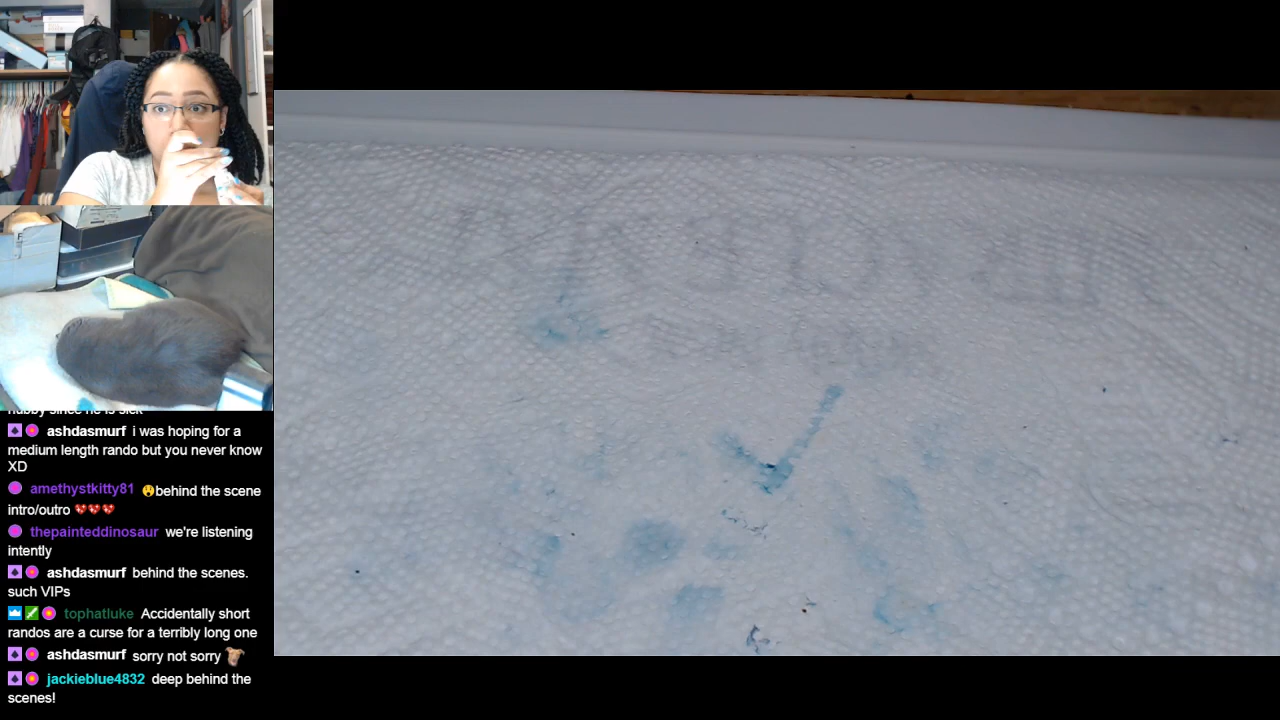 hubby since he is sick
ashdasmurf i was hoping for a
medium length rando but you never know
XD
amethystkitty81 😲behind the scene
intro/outro 💖💖💖
thepainteddinosaur we're listening
intently
ashdasmurf behind the scenes.
such VIPs
tophatluke Accidentally short
randos are a curse for a terribly long one
ashdasmurf sorry not sorry
jackieblue4832 deep behind the
scenes!